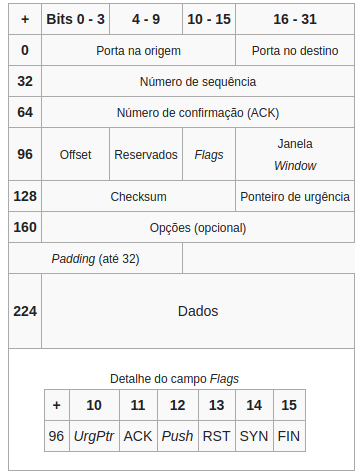 + Bits 0 - 3 4 - 9 10 - 15 16 - 31
0 Porta na origem Porta no destino
32 Número de sequência
64 Número de confirmação (ACK)
96 Offset Reservados Flags Janela
Window
128 Checksum Ponteiro de urgência
160 Opções (opcional)
Padding (até 32)
224 Dados
Detalhe do campo Flags
+ 10 11 12 13 14 15
96 UrgPtr ACK Push RST SYN FIN